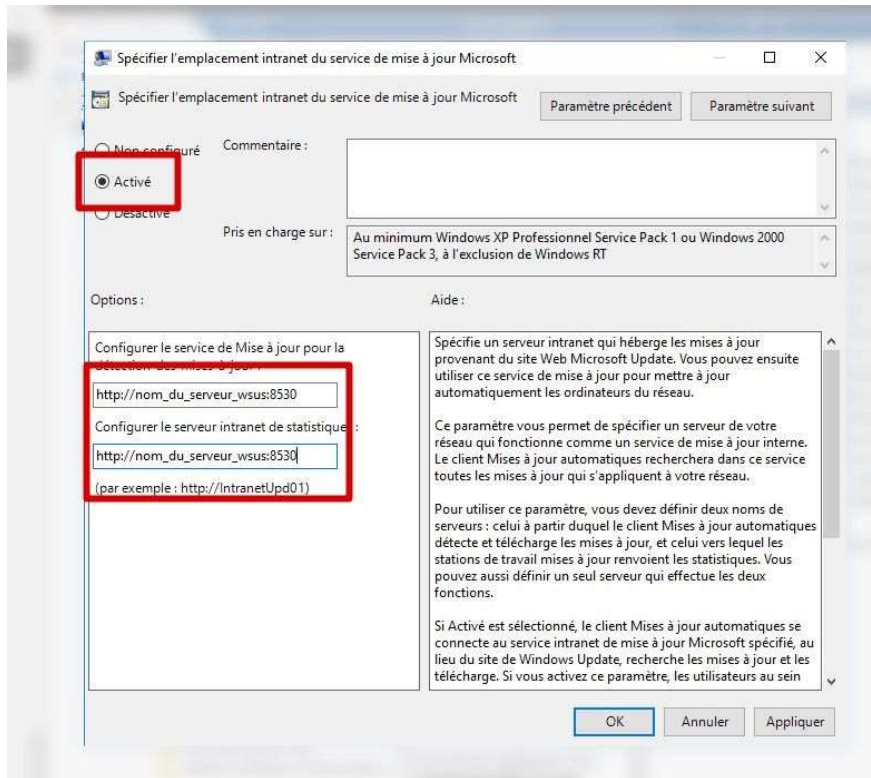 Spécifier l'emplacement intranet du service de mise à jour Microsoft
Spécifier l'emplacement intranet du service de mise à jour Microsoft
Paramètre précédent
Paramètre suivant
Non configuré
Commentaire :
Activé
Désactivé
Pris en charge sur :
Au minimum Windows XP Professionnel Service Pack 1 ou Windows 2000
Service Pack 3, à l'exclusion de Windows RT
Options :
Aide :
Configurer le service de Mise à jour pour la
détection des mises à jour :
http://nom_du_serveur_wsus:8530
Configurer le serveur intranet de statistiques :
http://nom_du_serveur_wsus:8530
(par exemple : http://IntranetUpd01)
Spécifie un serveur intranet qui héberge les mises à jour
provenant du site Web Microsoft Update. Vous pouvez ensuite
utiliser ce service de mise à jour pour mettre à jour
automatiquement les ordinateurs du réseau.
Ce paramètre vous permet de spécifier un serveur de votre
réseau qui fonctionne comme un service de mise à jour interne.
Le client Mises à jour automatiques recherchera dans ce service
toutes les mises à jour qui s'appliquent à votre réseau.
Pour utiliser ce paramètre, vous devez définir deux noms de
serveurs : celui à partir duquel le client Mises à jour automatiques
détecte et télécharge les mises à jour, et celui vers lequel les
stations de travail mises à jour renvoient les statistiques. Vous
pouvez aussi définir un seul serveur qui effectue les deux
fonctions.
Si Activé est sélectionné, le client Mises à jour automatiques se
connecte au service intranet de mise à jour Microsoft spécifié, au
lieu du site de Windows Update, recherche les mises à jour et les
télécharge. Si vous activez ce paramètre, les utilisateurs au sein
OK
Annuler
Appliquer